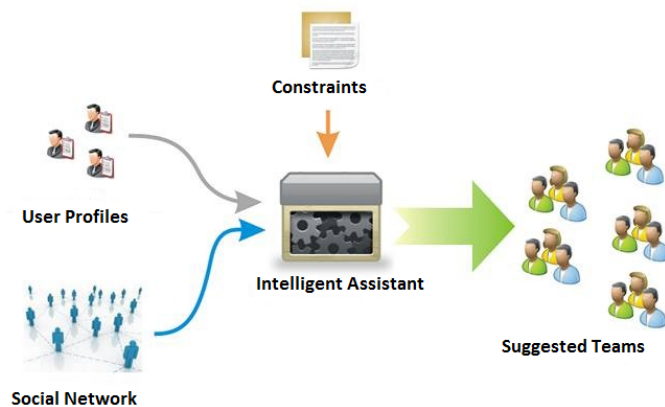 Constraints
User Profiles
Intelligent Assistant
Suggested Teams
Social Network